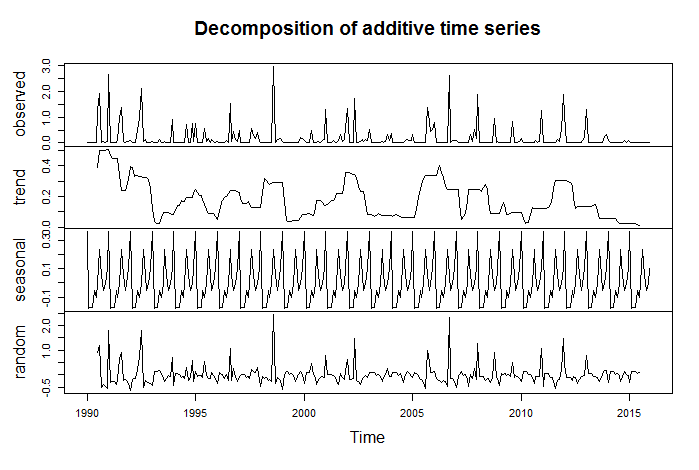 Decomposition of additive time series
observed
0.0 1.0 2.0 3.0
trend
0.0 0.2 0.4
seasonal
-0.1 0.1 0.3
random
-0.5 1.0 2.0
1990 1995 2000 2005 2010 2015
Time